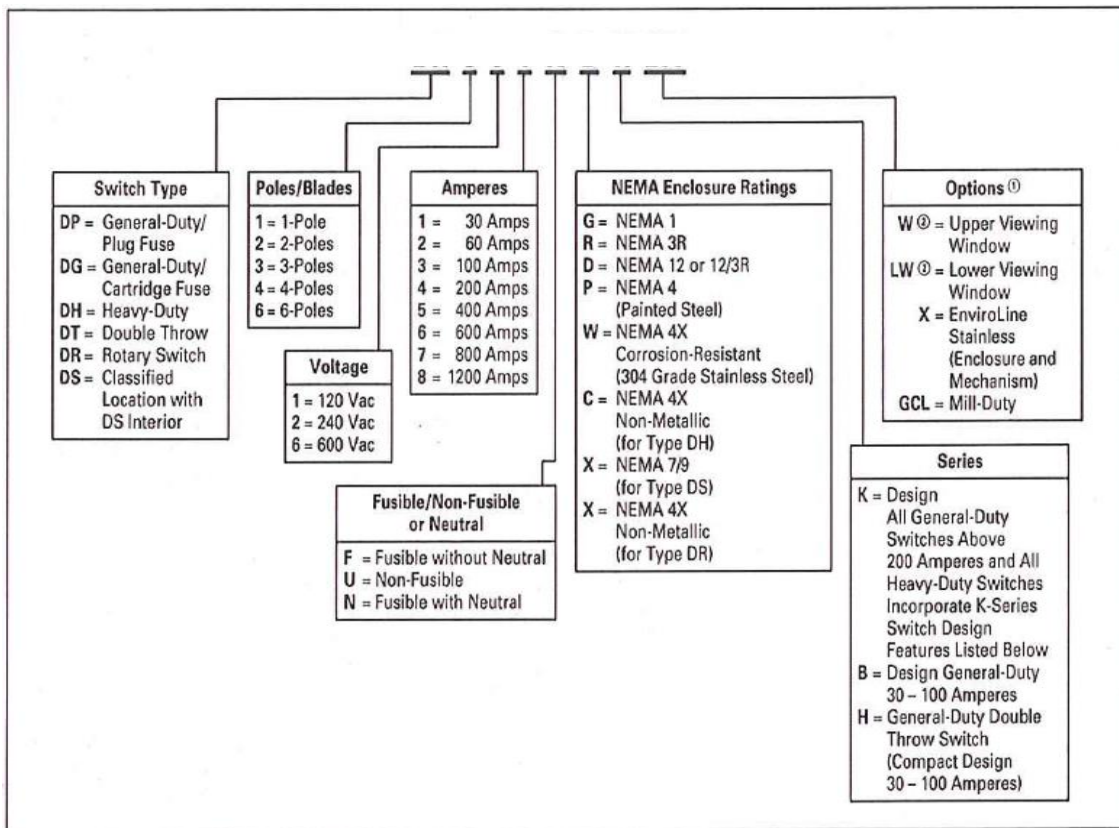 Switch Type
DP = General-Duty/
Plug Fuse
DG = General-Duty/
Cartridge Fuse
DH = Heavy-Duty
DT = Double Throw
DR = Rotary Switch
DS = Classified
Location with
DS Interior
Poles/Blades
1 = 1-Pole
2 = 2-Poles
3 = 3-Poles
4 = 4-Poles
6 = 6-Poles
Voltage
1 = 120 Vac
2 = 240 Vac
6 = 600 Vac
Amperes
1 = 30 Amps
2 = 60 Amps
3 = 100 Amps
4 = 200 Amps
5 = 400 Amps
6 = 600 Amps
7 = 800 Amps
8 = 1200 Amps
Fusible/Non-Fusible
or Neutral
F = Fusible without Neutral
U = Non-Fusible
N = Fusible with Neutral
NEMA Enclosure Ratings
G = NEMA 1
R = NEMA 3R
D = NEMA 12 or 12/3R
P = NEMA 4
(Painted Steel)
W = NEMA 4X
Corrosion-Resistant
(304 Grade Stainless Steel)
C = NEMA 4X
Non-Metallic
(for Type DH)
X = NEMA 7/9
(for Type DS)
X = NEMA 4X
Non-Metallic
(for Type DR)
Options ①
W ② = Upper Viewing
Window
LW ① = Lower Viewing
Window
X = EnviroLine
Stainless
(Enclosure and
Mechanism)
GCL = Mill-Duty
Series
K = Design
All General-Duty
Switches Above
200 Amperes and All
Heavy-Duty Switches
Incorporate K-Series
Switch Design
Features Listed Below
B = Design General-Duty
30 – 100 Amperes
H = General-Duty Double
Throw Switch
(Compact Design
30 – 100 Amperes)